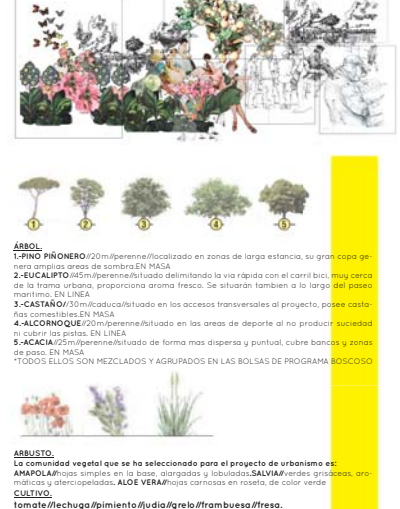 1 2 3 4 5
ÁRBOL.
1.-PINO PIÑONERO//20m//perenne//localizado en zonas de larga estancia, su gran copa ge-
nera amplias areas de sombra.EN MASA
2.-EUCALIPTO//45m//perenne//situado delimitando la via rápida con el carril bici, muy cerca
de la trama urbana, proporciona aroma fresco. Se situarán tambien a lo largo del paseo
maritimo. EN LINEA
3.-CASTAÑO//30m//caduca//situado en los accesos transversales al proyecto, posee casta-
ñas comestibles.EN MASA
4.-ALCORNOQUE//20m/perenne//situado en las areas de deporte al no producir suciedad
ni cubrir las pistas. EN LINEA
5.-ACACIA//25m//perenne//situado de forma mas dispersa y puntual, cubre bancos y zonas
de paso. EN MASA
*TODOS ELLOS SON MEZCLADOS Y AGRUPADOS EN LAS BOLSAS DE PROGRAMA BOSCOSO
ARBUSTO.
La comunidad vegetal que se ha seleccionado para el proyecto de urbanismo es:
AMAPOLA//hojas simples en la base, alargadas y lobuladas.SALVIA//verdes grisáceas, aro-
máticas y aterciopeladas. ALOE VERA//hojas carnosas en roseta, de color verde
CULTIVO.
tomate//lechuga//pimiento//judia//grelo//frambuesa//fresa.